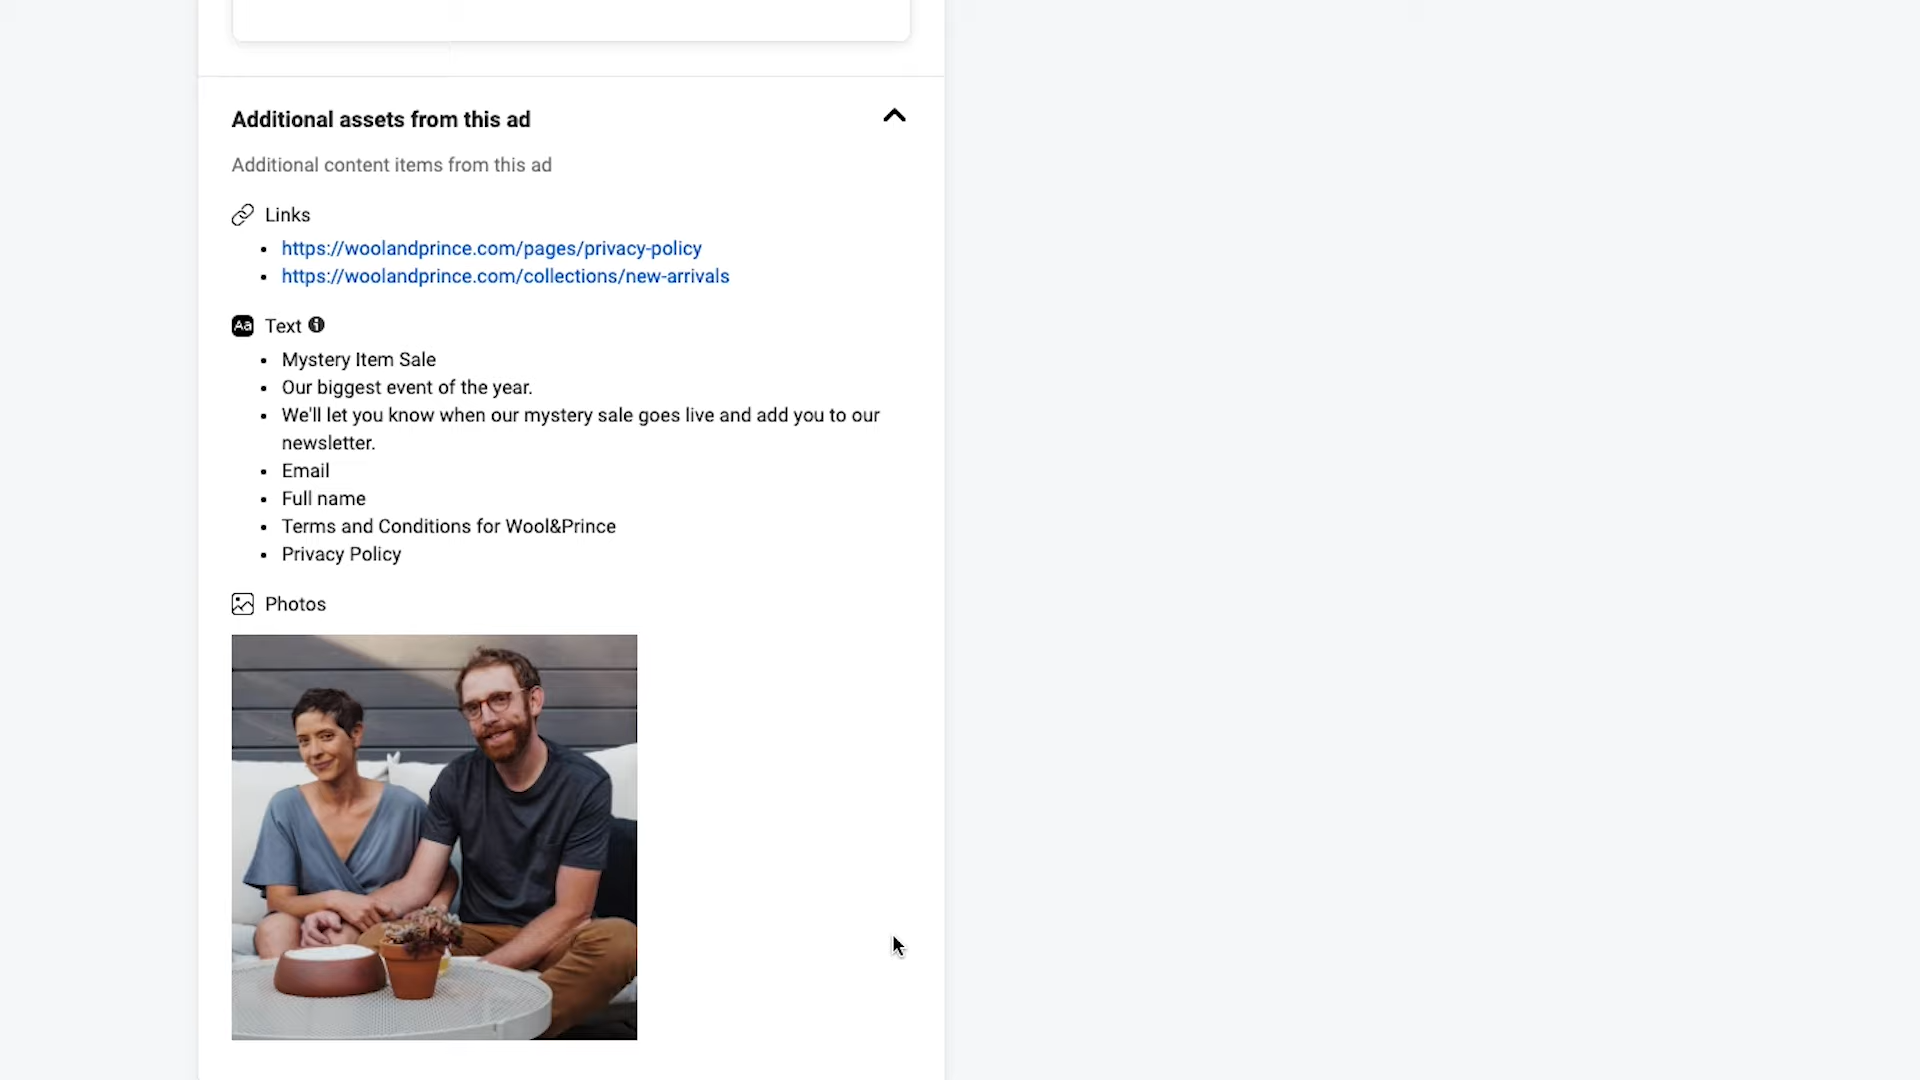 Additional assets from this ad
Additional content items from this ad
Links
https://woolandprince.com/pages/privacy-policy
https://woolandprince.com/collections/new-arrivals
Aa Text
Mystery Item Sale
Our biggest event of the year.
We'll let you know when our mystery sale goes live and add you to our
newsletter.
Email
Full name
Terms and Conditions for Wool&Prince
Privacy Policy
Photos